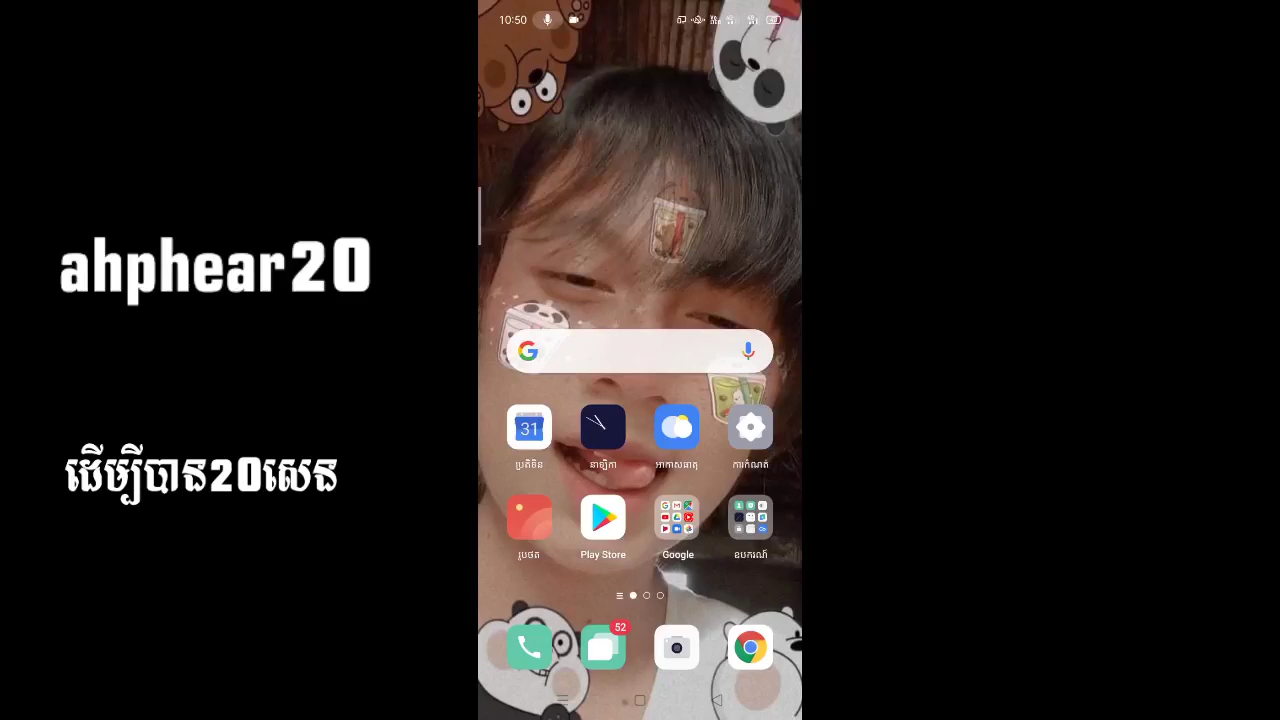 10:50
ahphear20
ដើម្បីបាន20សេន
31
ប្រតិទិន
នាឡិកា
អាកាសធាតុ
ការកំណត់
រូបថត
Play Store
Google
ឧបករណ៍
52